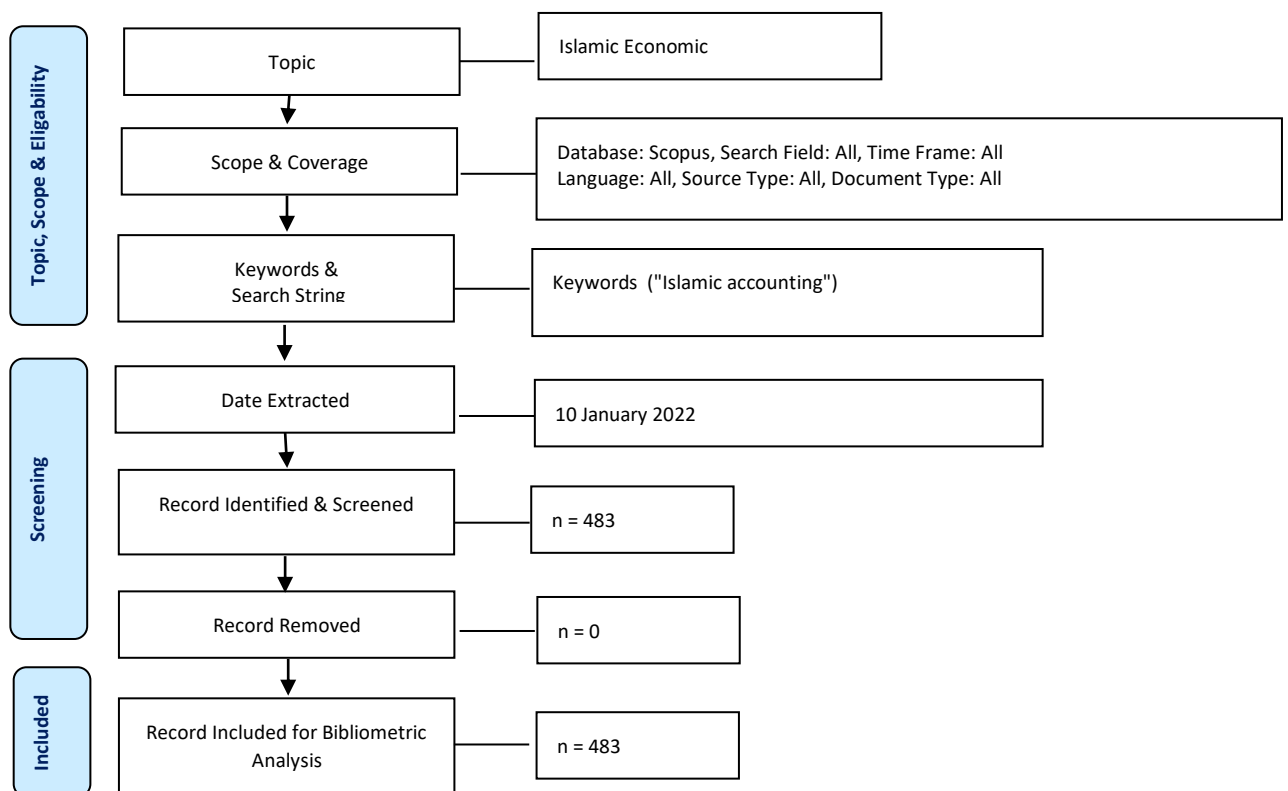 Topic, Scope & Eligability
Topic
Islamic Economic
Scope & Coverage
Database: Scopus, Search Field: All, Time Frame: All
Language: All, Source Type: All, Document Type: All
Keywords &
Search String
Keywords ("Islamic accounting")
Screening
Date Extracted
10 January 2022
Record Identified & Screened
n = 483
Record Removed
n = 0
Included
Record Included for Bibliometric
Analysis
n = 483